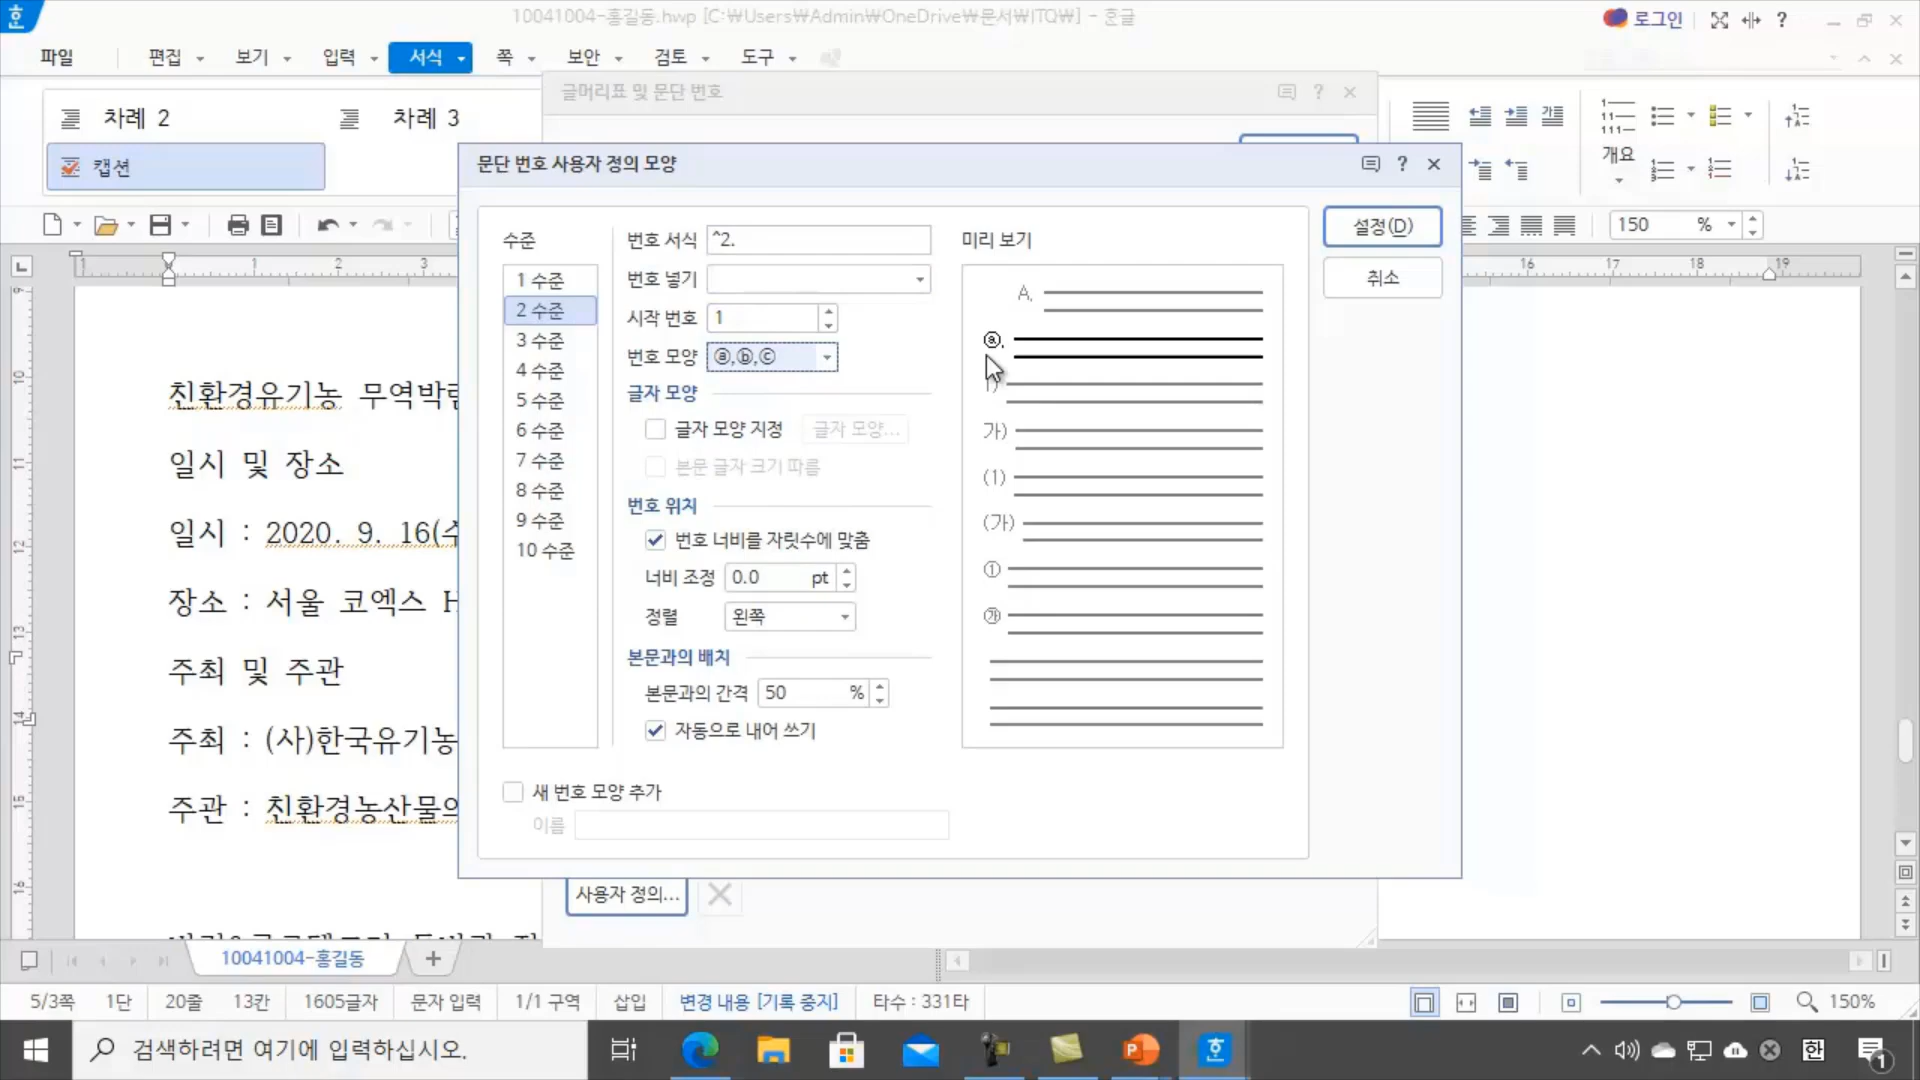 10041004-홍길동.hwp [C:₩Users₩Admin₩OneDrive₩문서₩ITQ₩] - 한글
로그인
파일 편집 보기 입력 서식 쪽 보안 검토 도구
글머리표 및 문단 번호
차례 2 차례 3
캡션
개요
문단 번호 사용자 정의 모양
150 %
수준
1 수준
2 수준
3 수준
4 수준
5 수준
6 수준
7 수준
8 수준
9 수준
10 수준
번호 서식 ^2.
번호 넣기
시작 번호 1
번호 모양 ⓐ,ⓑ,ⓒ
글자 모양
글자 모양 지정 글자 모양...
본문 글자 크기 따름
번호 위치
번호 너비를 자릿수에 맞춤
너비 조정 0.0 pt
정렬 왼쪽
본문과의 배치
본문과의 간격 50 %
자동으로 내어 쓰기
새 번호 모양 추가
이름
미리 보기
A.
ⓐ.
가)
(1)
(가)
①
㉮
설정(D)
취소
사용자 정의...
친환경유기농 무역박람
일시 및 장소
일시 : 2020. 9. 16(수
장소 : 서울 코엑스 H
주최 및 주관
주최 : (사)한국유기농
주관 : 친환경농산물의
10041004-홍길동
5/3쪽 1단 20줄 13칸 1605글자 문자 입력 1/1 구역 삽입 변경 내용 [기록 중지] 타수 : 331타 150%
검색하려면 여기에 입력하십시오.
한
1